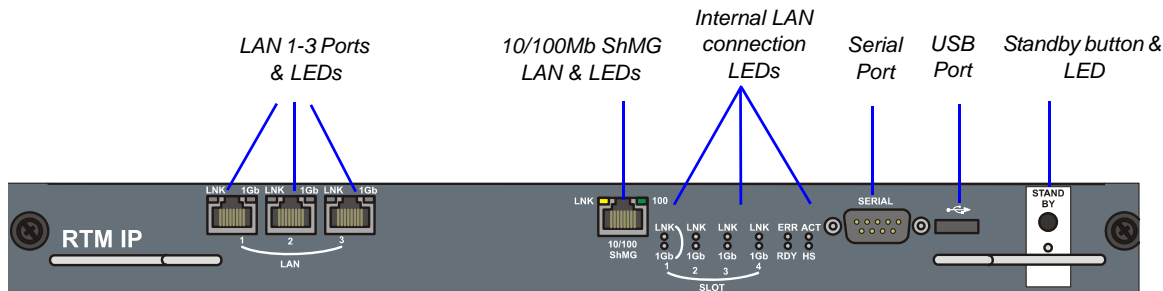 LAN 1-3 Ports
& LEDs
10/100Mb ShMG
LAN & LEDs
Internal LAN
connection
LEDs
Serial
Port
USB
Port
Standby button &
LED
RTM IP
LNK 1Gb LNK 1Gb LNK 1Gb
1 2 3
LAN
LNK 100
10/100
ShMG
LNK LNK LNK LNK ERR ACT
1Gb 1Gb 1Gb 1Gb RDY HS
1 2 3 4
SLOT
SERIAL
STAND
BY